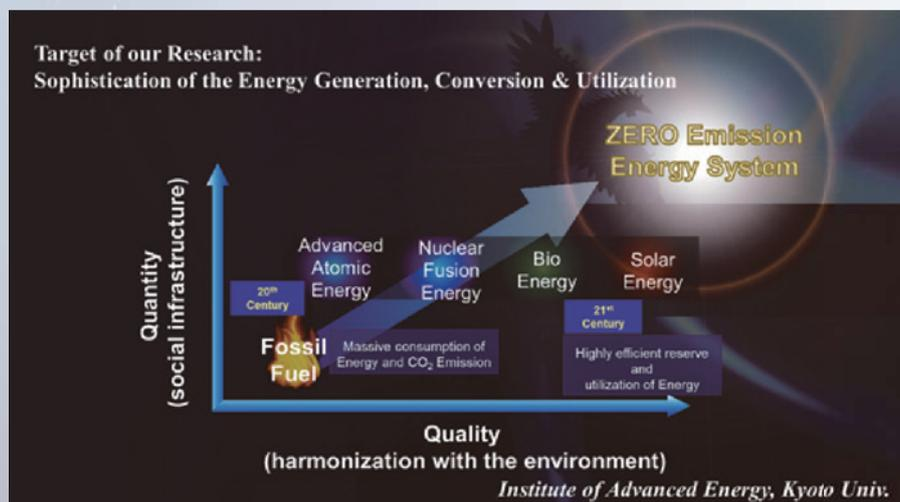 Target of our Research:
Sophistication of the Energy Generation, Conversion & Utilization
ZERO Emission
Energy System
Quantity
(social infrastructure)
Advanced
Atomic
Energy
Nuclear
Fusion
Energy
Bio
Energy
Solar
Energy
20th
Century
21st
Century
Fossil
Fuel
Massive consumption of
Energy and CO2 Emission
Highly efficient reserve
and
utilization of Energy
Quality
(harmonization with the environment)
Institute of Advanced Energy, Kyoto Univ.